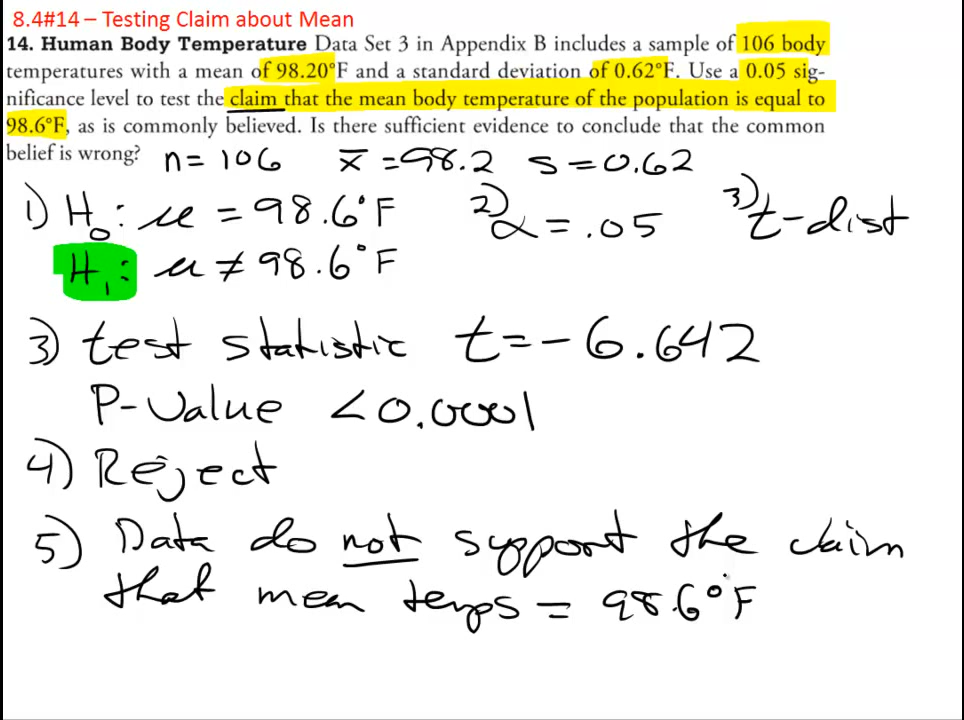 8.4#14 – Testing Claim about Mean
14. Human Body Temperature Data Set 3 in Appendix B includes a sample of 106 body
temperatures with a mean of 98.20°F and a standard deviation of 0.62°F. Use a 0.05 sig-
nificance level to test the claim that the mean body temperature of the population is equal to
98.6°F, as is commonly believed. Is there sufficient evidence to conclude that the common
belief is wrong? n = 106 x̅ = 98.2 s = 0.62
1) H₀ : μ = 98.6°F 2) α = .05 3) t-dist
H₁ : μ ≠ 98.6°F
3) test statistic t = -6.642
P-Value < 0.0001
4) Reject
5) Data do not support the claim
that mean temps = 98.6°F